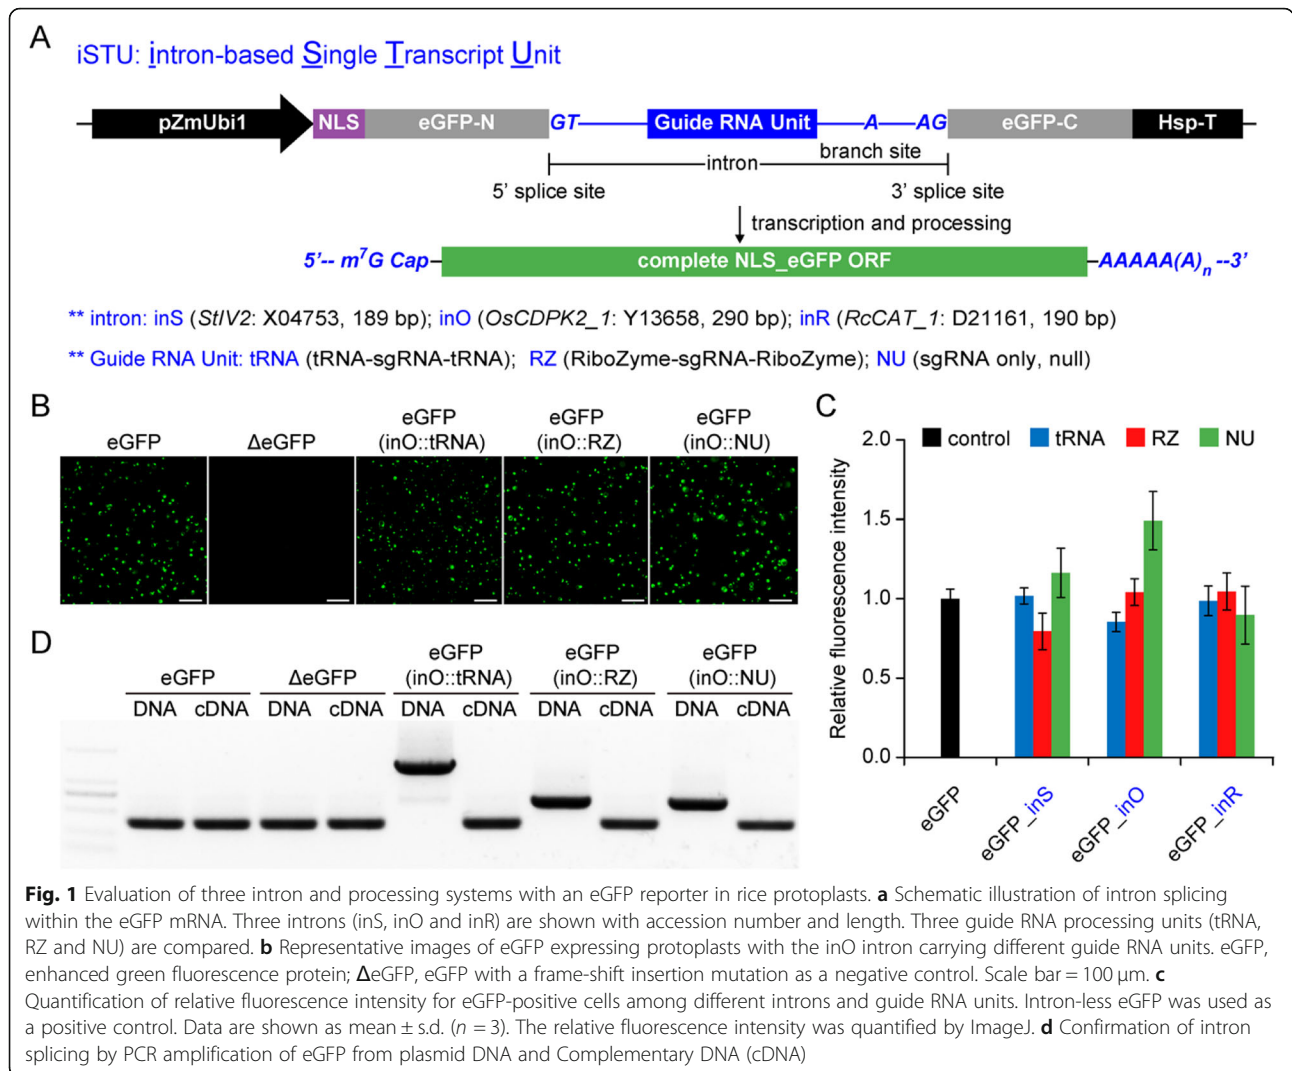 A
iSTU: intron-based Single Transcript Unit
pZmUbi1 NLS eGFP-N GT Guide RNA Unit A AG eGFP-C Hsp-T
intron branch site
5’ splice site 3’ splice site
transcription and processing
5’-- m⁷G Cap complete NLS_eGFP ORF AAAAA(A)ₙ --3’
** intron: inS (StIV2: X04753, 189 bp); inO (OsCDPK2_1: Y13658, 290 bp); inR (RcCAT_1: D21161, 190 bp)
** Guide RNA Unit: tRNA (tRNA-sgRNA-tRNA); RZ (RiboZyme-sgRNA-RiboZyme); NU (sgRNA only, null)
B
eGFP ΔeGFP eGFP (inO::tRNA) eGFP (inO::RZ) eGFP (inO::NU)
C
control tRNA RZ NU
Relative fluorescence intensity
2.0
1.5
1.0
0.5
0.0
eGFP eGFP_inS eGFP_inO eGFP_inR
D
eGFP ΔeGFP eGFP (inO::tRNA) eGFP (inO::RZ) eGFP (inO::NU)
DNA cDNA DNA cDNA DNA cDNA DNA cDNA DNA cDNA
Fig. 1 Evaluation of three intron and processing systems with an eGFP reporter in rice protoplasts. a Schematic illustration of intron splicing
within the eGFP mRNA. Three introns (inS, inO and inR) are shown with accession number and length. Three guide RNA processing units (tRNA,
RZ and NU) are compared. b Representative images of eGFP expressing protoplasts with the inO intron carrying different guide RNA units. eGFP,
enhanced green fluorescence protein; ΔeGFP, eGFP with a frame-shift insertion mutation as a negative control. Scale bar = 100 μm. c
Quantification of relative fluorescence intensity for eGFP-positive cells among different introns and guide RNA units. Intron-less eGFP was used as
a positive control. Data are shown as mean ± s.d. (n = 3). The relative fluorescence intensity was quantified by ImageJ. d Confirmation of intron
splicing by PCR amplification of eGFP from plasmid DNA and Complementary DNA (cDNA)